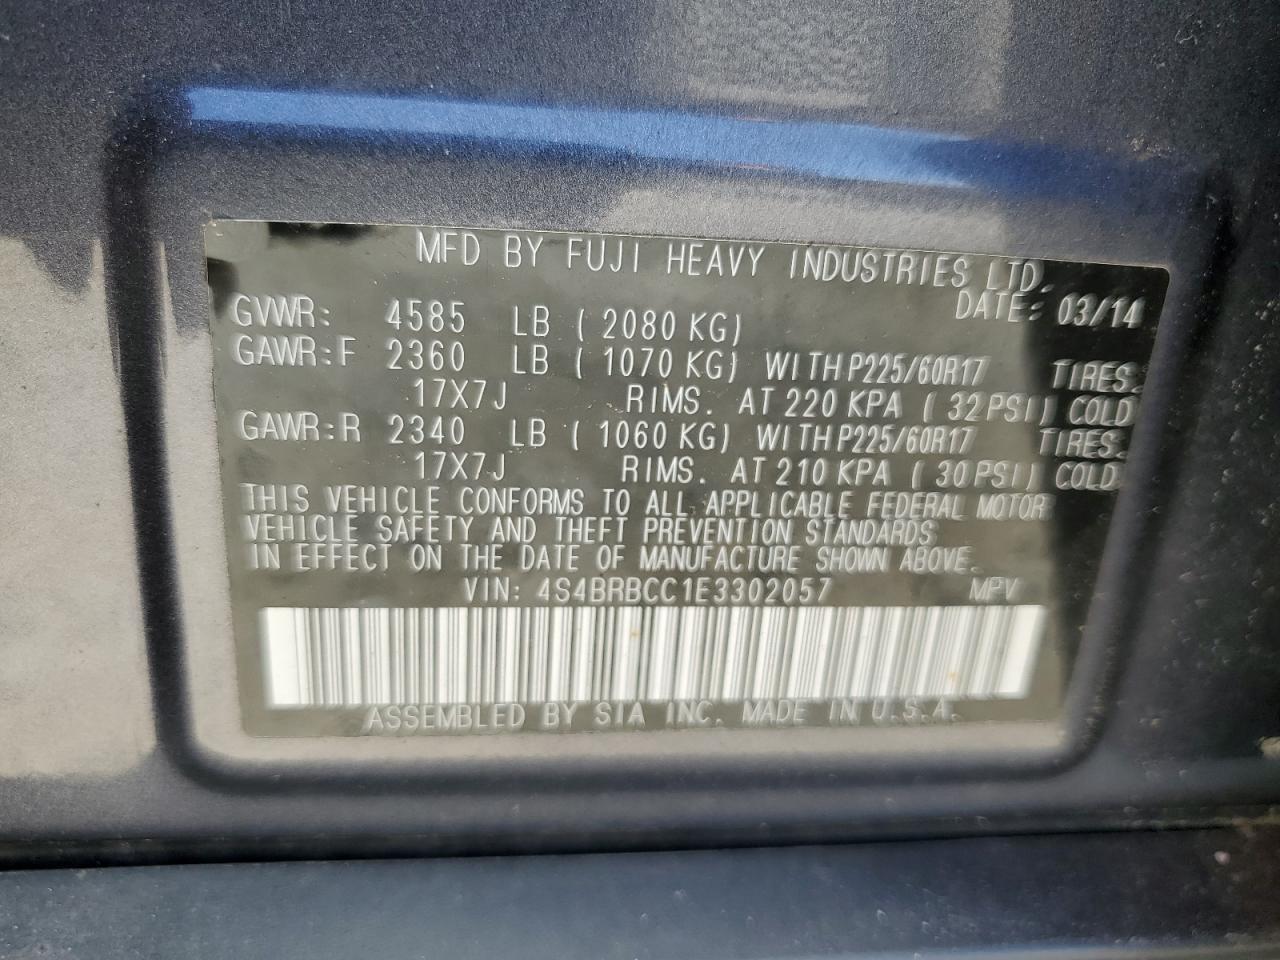 MFD BY FUJI HEAVY INDUSTRIES LTD.
DATE: 03/14
GVWR: 4585 LB ( 2080 KG)
GAWR:F 2360 LB ( 1070 KG) WITH P225/60R17 TIRES.
17X7J RIMS. AT 220 KPA ( 32 PSI) COLD
GAWR:R 2340 LB ( 1060 KG) WITH P225/60R17 TIRES.
17X7J RIMS. AT 210 KPA ( 30 PSI) COLD.
THIS VEHICLE CONFORMS TO ALL APPLICABLE FEDERAL MOTOR
VEHICLE SAFETY AND THEFT PREVENTION STANDARDS
IN EFFECT ON THE DATE OF MANUFACTURE SHOWN ABOVE.
VIN: 4S4BRBCC1E3302057 MPV
ASSEMBLED BY SIA INC. MADE IN U.S.A.